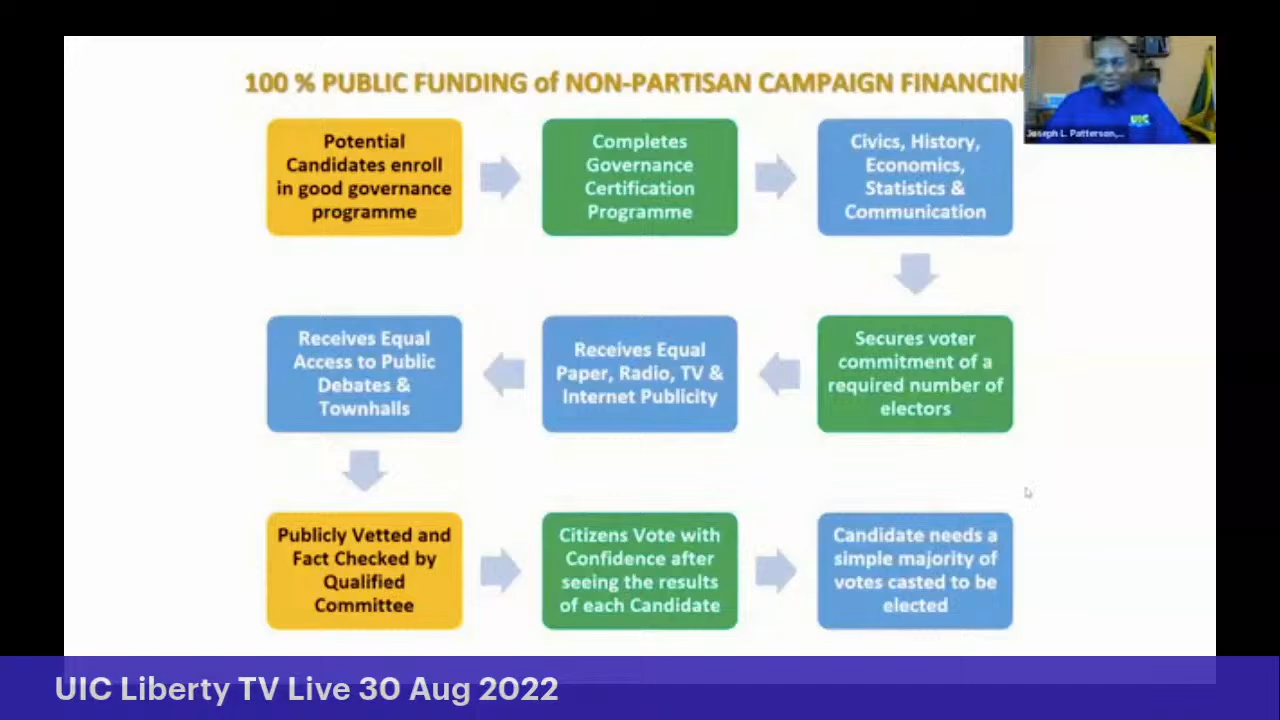 100 % PUBLIC FUNDING of NON-PARTISAN CAMPAIGN FINANCING
UIC
Joseph L. Patterson,...
Potential
Candidates enroll
in good governance
programme
Completes
Governance
Certification
Programme
Civics, History,
Economics,
Statistics &
Communication
Secures voter
commitment of a
required number of
electors
Receives Equal
Paper, Radio, TV &
Internet Publicity
Receives Equal
Access to Public
Debates &
Townhalls
Publicly Vetted and
Fact Checked by
Qualified
Committee
Citizens Vote with
Confidence after
seeing the results
of each Candidate
Candidate needs a
simple majority of
votes casted to be
elected
UIC Liberty TV Live 30 Aug 2022